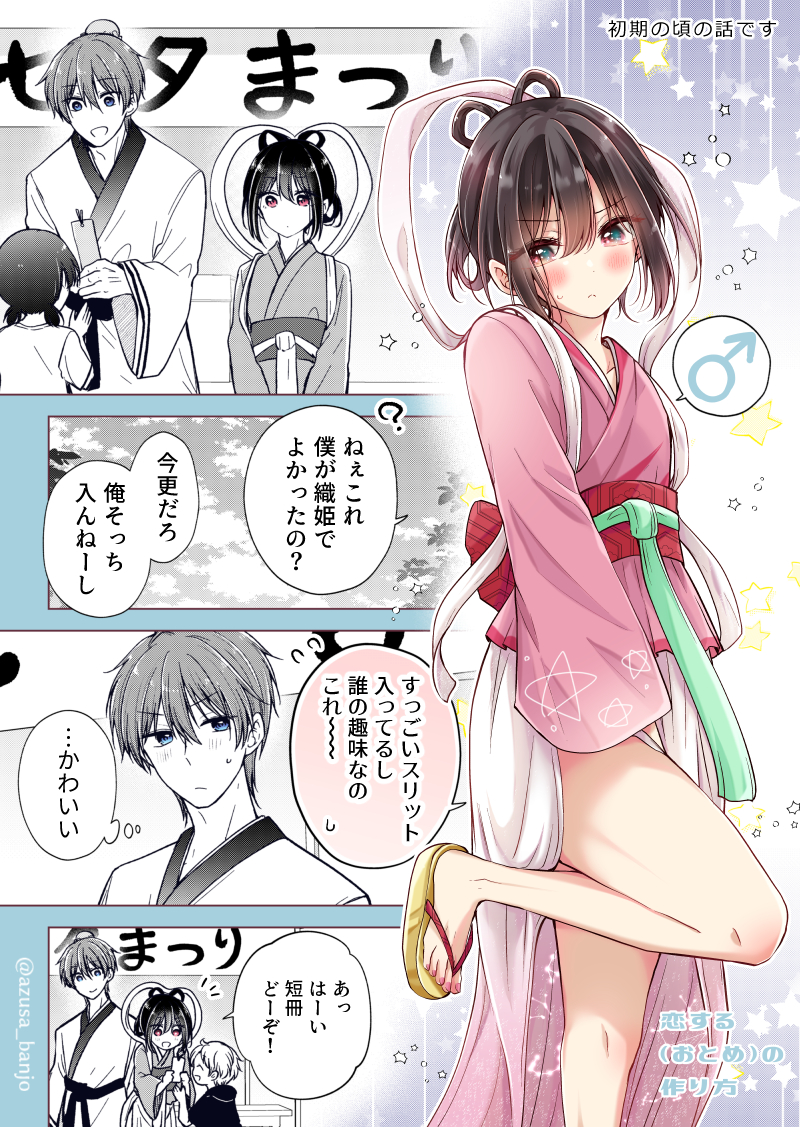 初期の頃の話です
七夕まつり
ねぇこれ
僕が織姫で
よかったの?
今更だろ
俺そっち
入んねーし
すっごいスリット
入ってるし
誰の趣味なの
これ〜〜〜
…かわいい
まつり
あっ
はーい
短冊
どーぞ!
恋する
(おとめ)の
作り方
@azusa_banjo